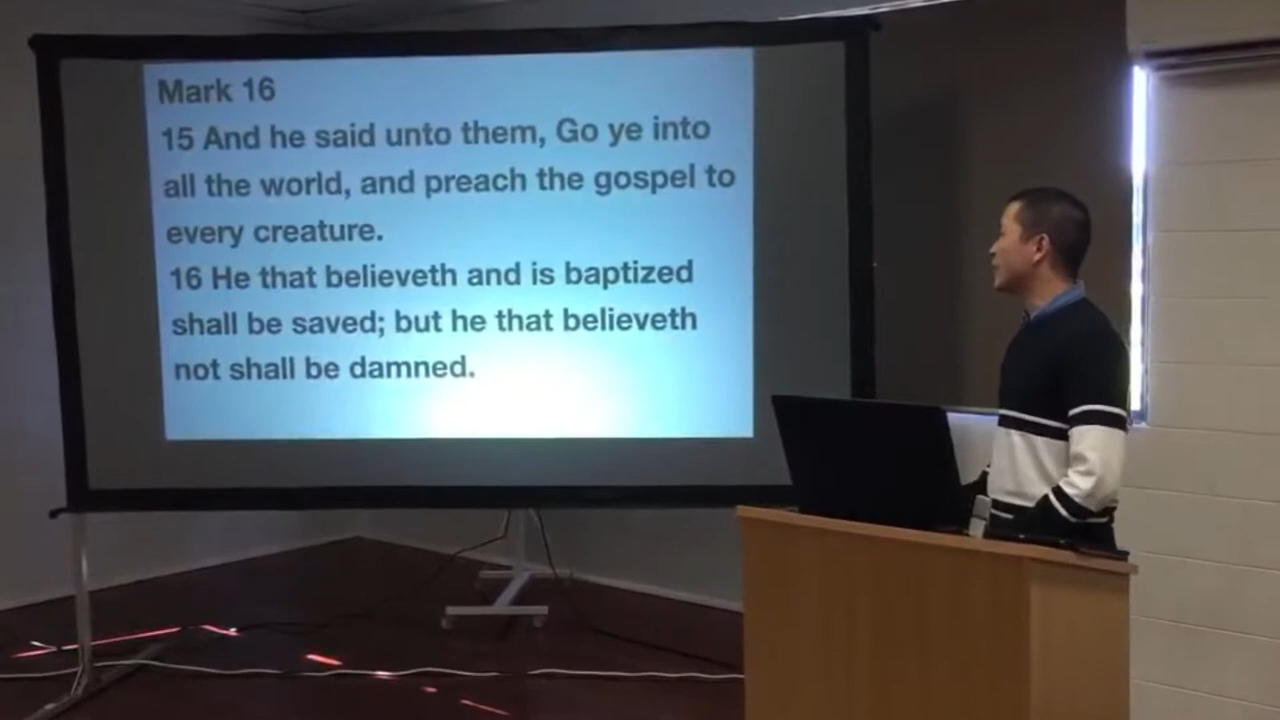 Mark 16
15 And he said unto them, Go ye into
all the world, and preach the gospel to
every creature.
16 He that believeth and is baptized
shall be saved; but he that believeth
not shall be damned.